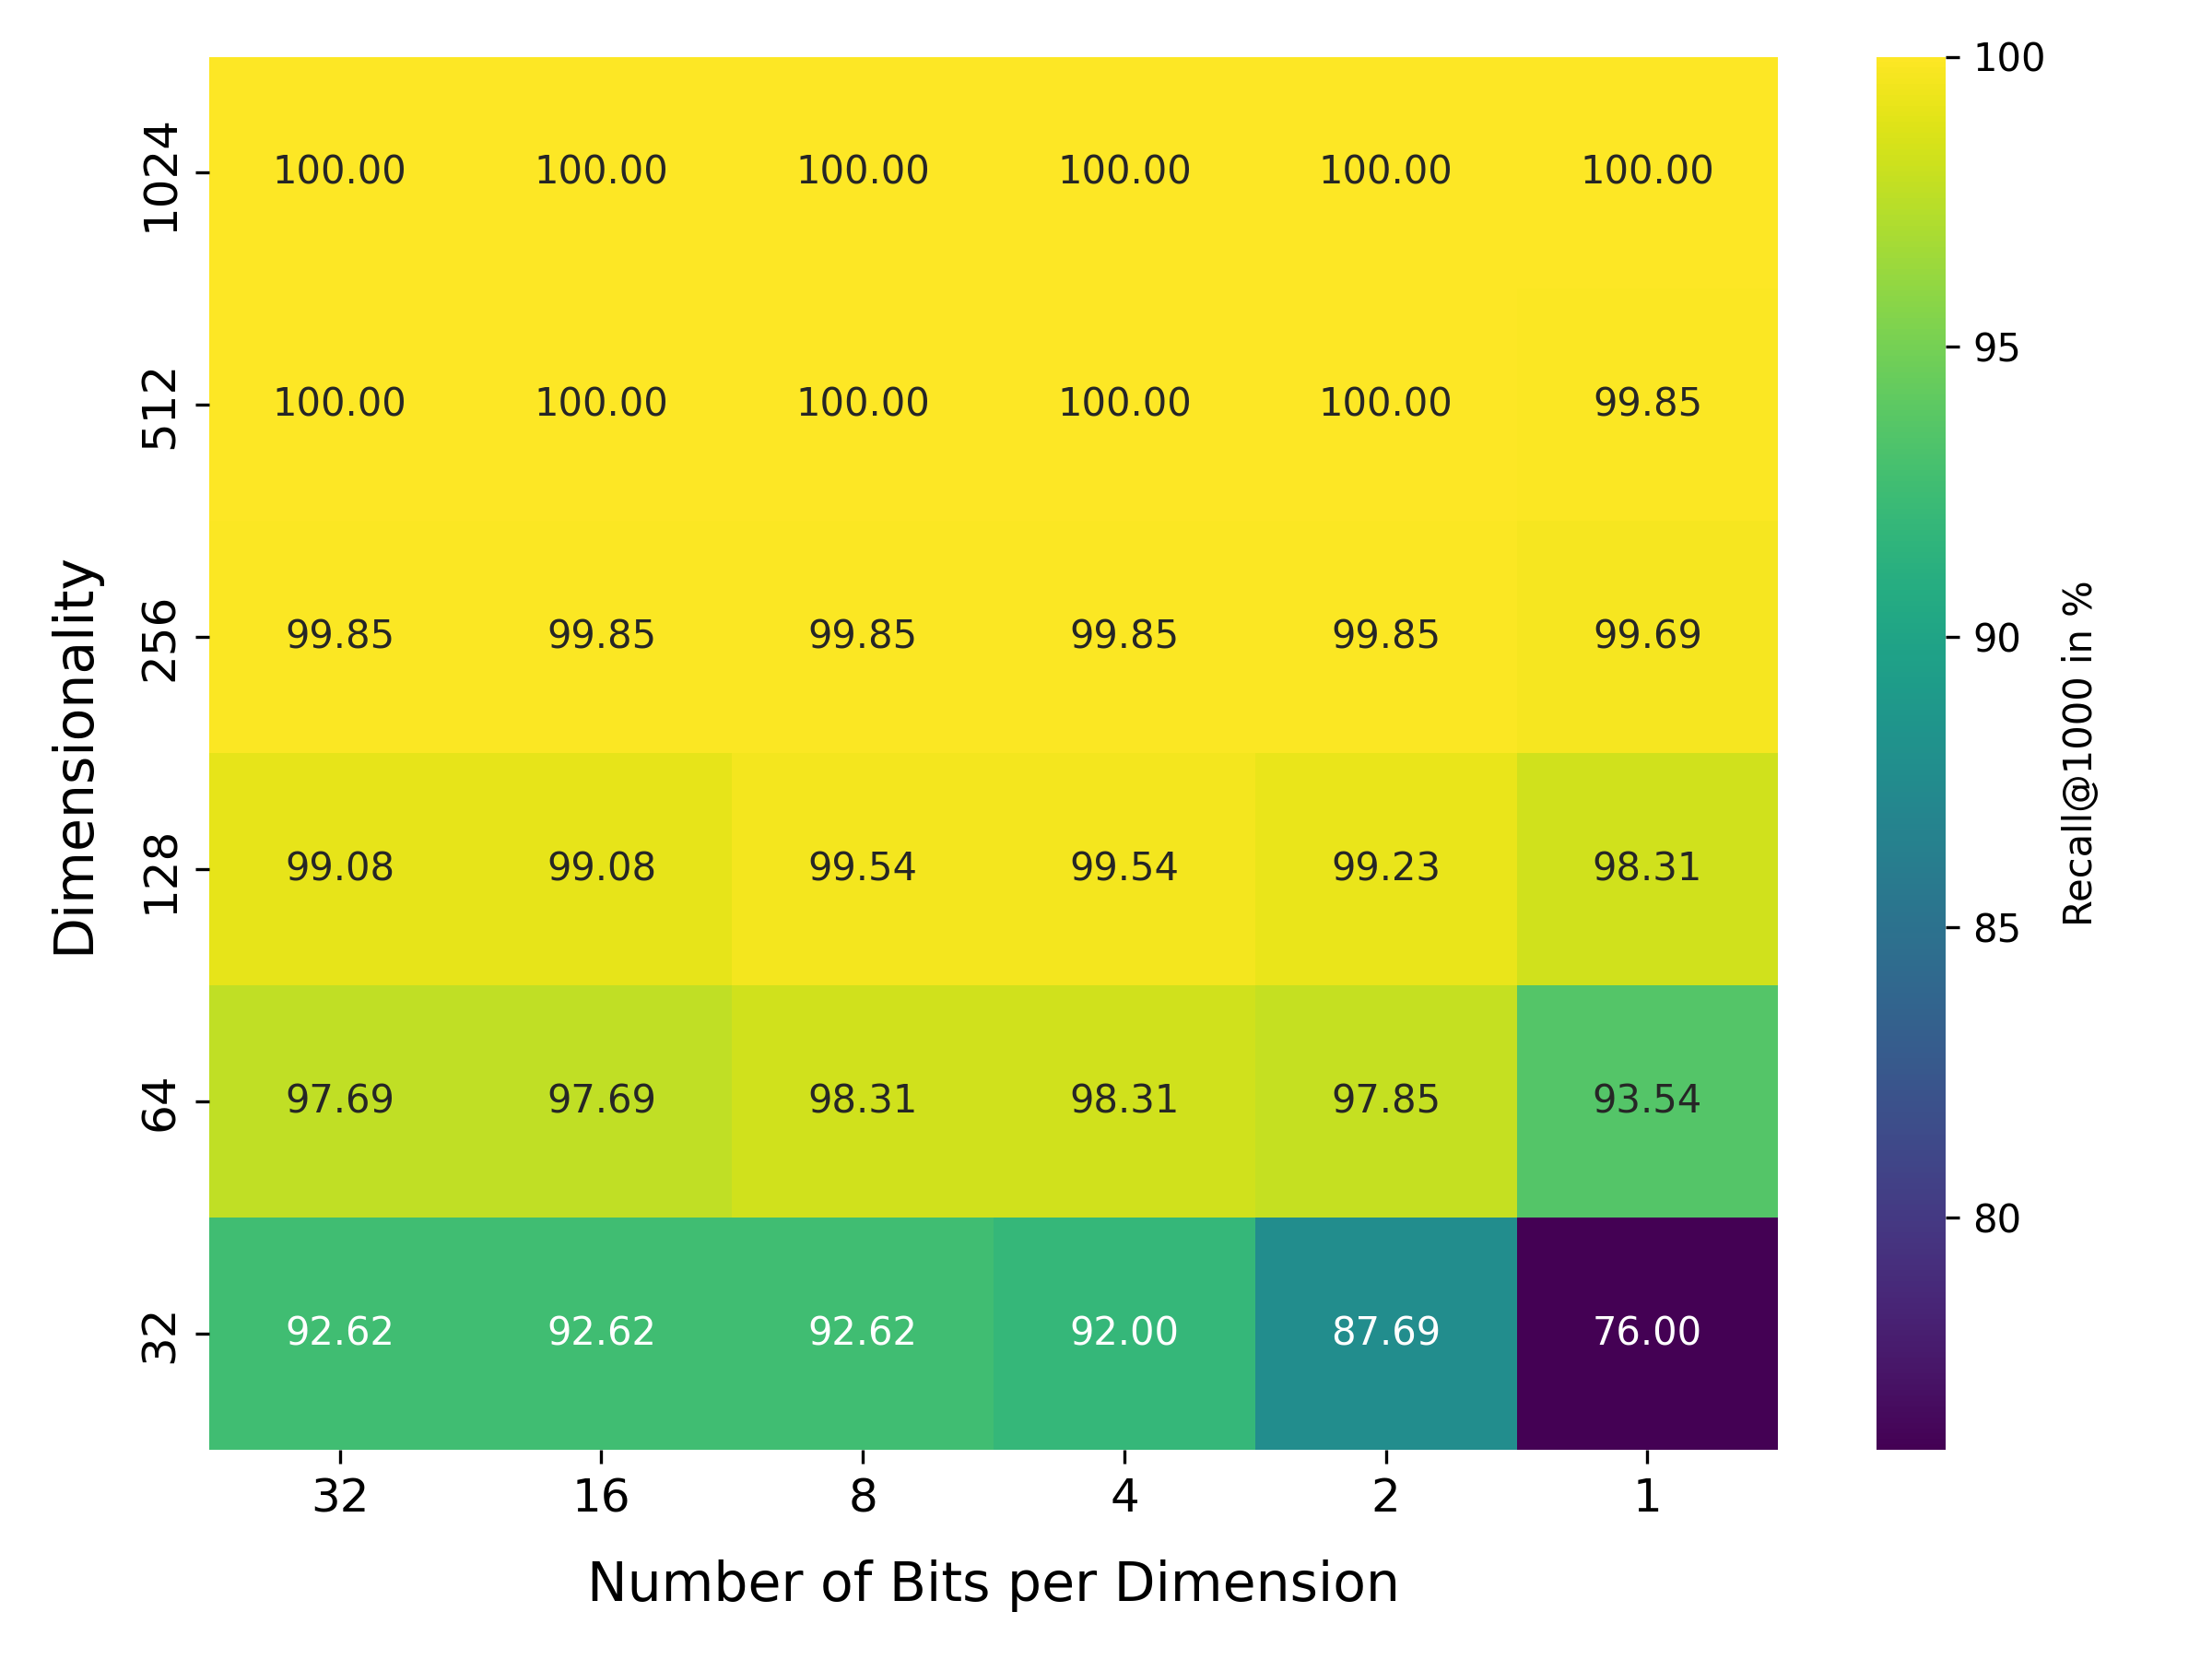 Dimensionality
1024 100.00 100.00 100.00 100.00 100.00 100.00
512 100.00 100.00 100.00 100.00 100.00 99.85
256 99.85 99.85 99.85 99.85 99.85 99.69
128 99.08 99.08 99.54 99.54 99.23 98.31
64 97.69 97.69 98.31 98.31 97.85 93.54
32 92.62 92.62 92.62 92.00 87.69 76.00
32 16 8 4 2 1
Number of Bits per Dimension
100
95
90
85
80
Recall@1000 in %